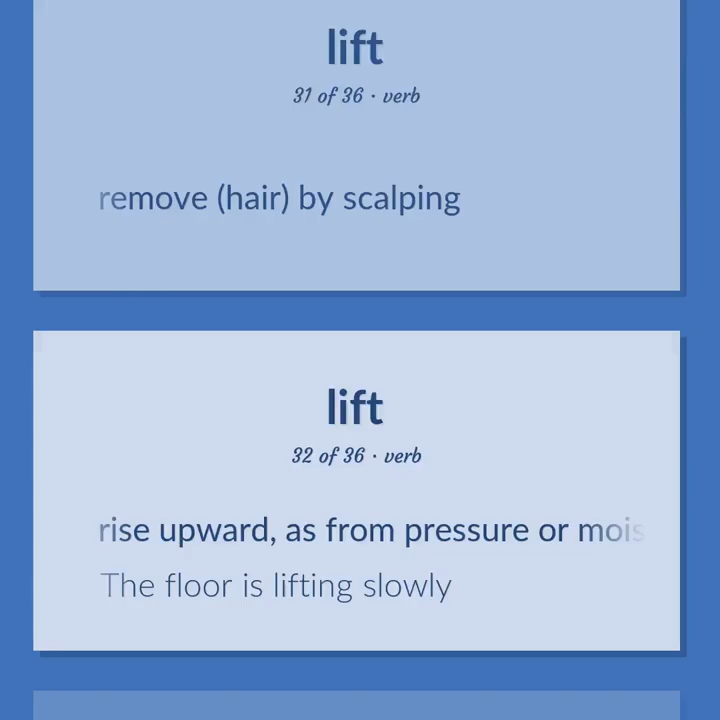 lift
31 of 36 · verb
remove (hair) by scalping
lift
32 of 36 · verb
rise upward, as from pressure or mois
The floor is lifting slowly